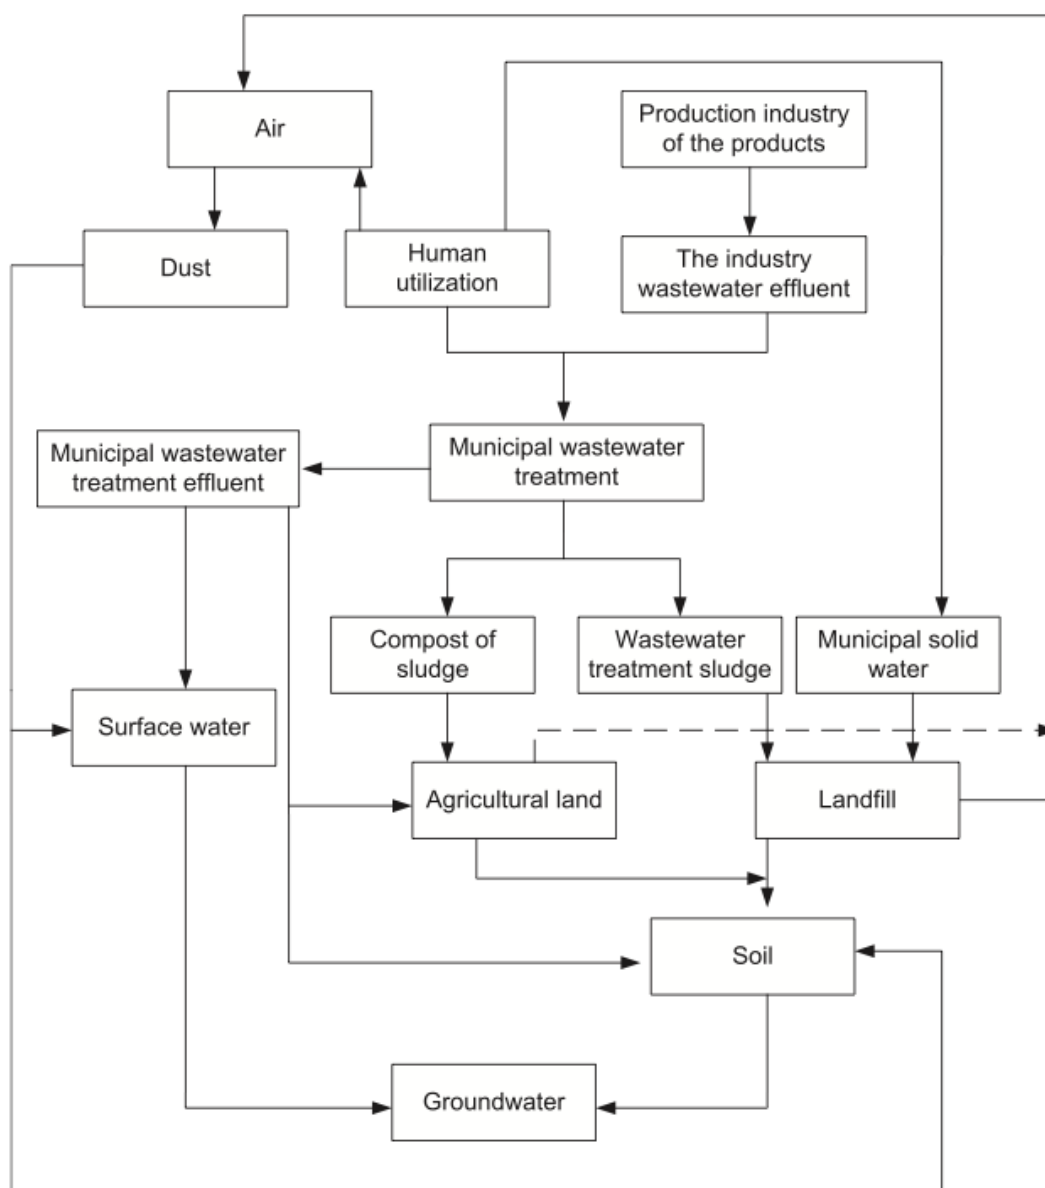 Air
Production industry
of the products
Dust
Human
utilization
The industry
wastewater effluent
Municipal wastewater
treatment effluent
Municipal wastewater
treatment
Compost of
sludge
Wastewater
treatment sludge
Municipal solid
water
Surface water
Agricultural land
Landfill
Soil
Groundwater